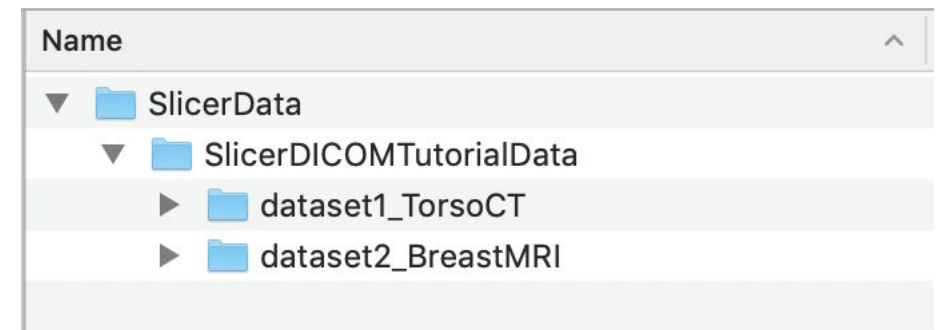 Name
SlicerData
SlicerDICOMTutorialData
dataset1_TorsoCT
dataset2_BreastMRI